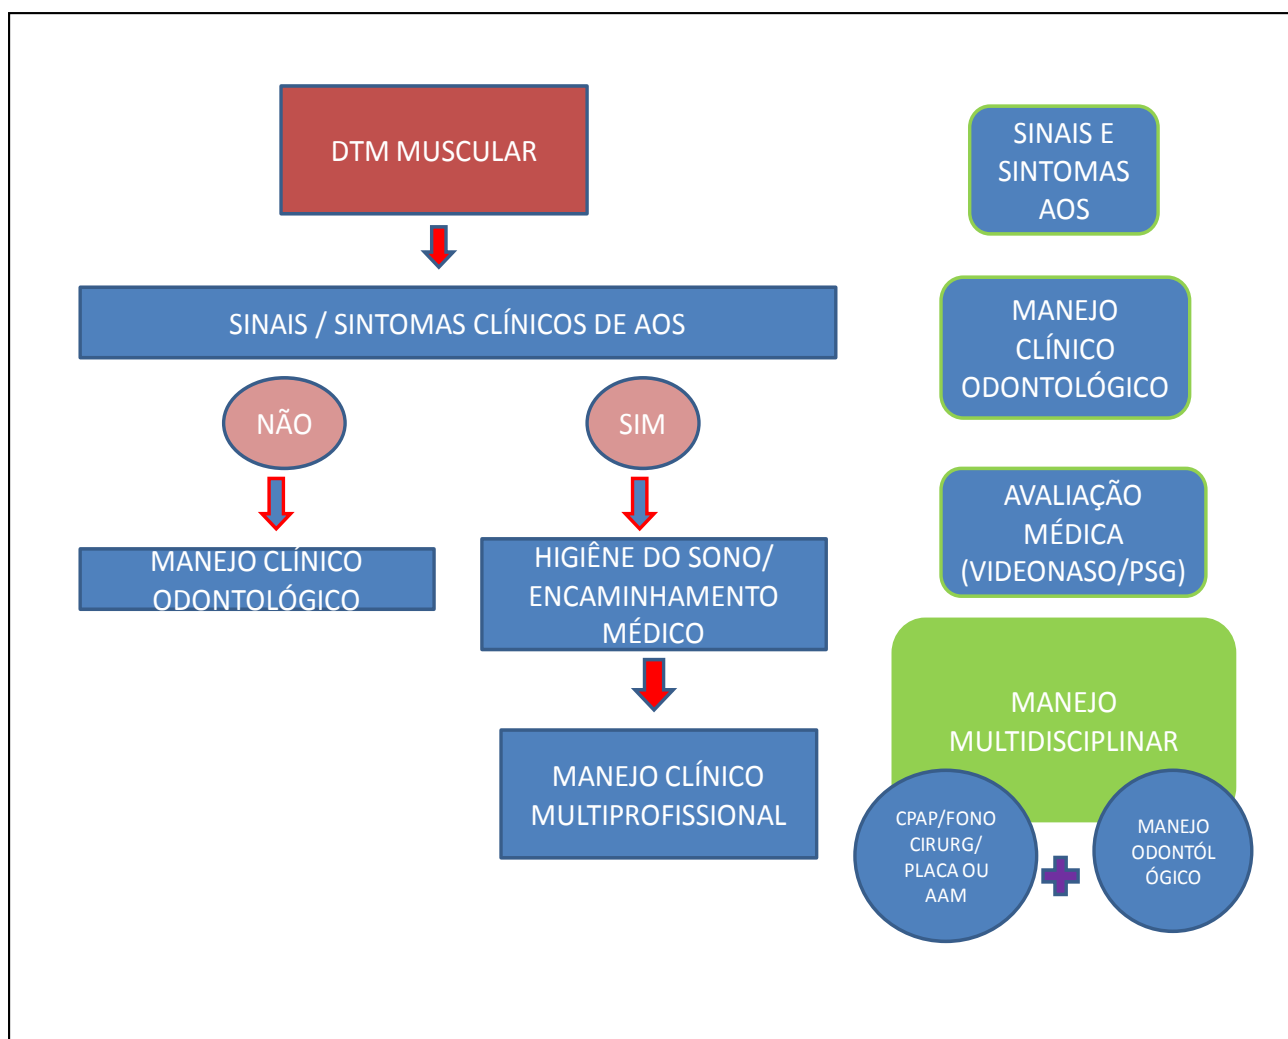 DTM MUSCULAR
SINAIS / SINTOMAS CLÍNICOS DE AOS
NÃO
SIM
MANEJO CLÍNICO
ODONTOLÓGICO
HIGIÊNE DO SONO/
ENCAMINHAMENTO
MÉDICO
MANEJO CLÍNICO
MULTIPROFISSIONAL
SINAIS E
SINTOMAS
AOS
MANEJO
CLÍNICO
ODONTOLÓGICO
AVALIAÇÃO
MÉDICA
(VIDEONASO/PSG)
MANEJO
MULTIDISCIPLINAR
CPAP/FONO
CIRURG/
PLACA OU
AAM
MANEJO
ODONTÓL
ÓGICO